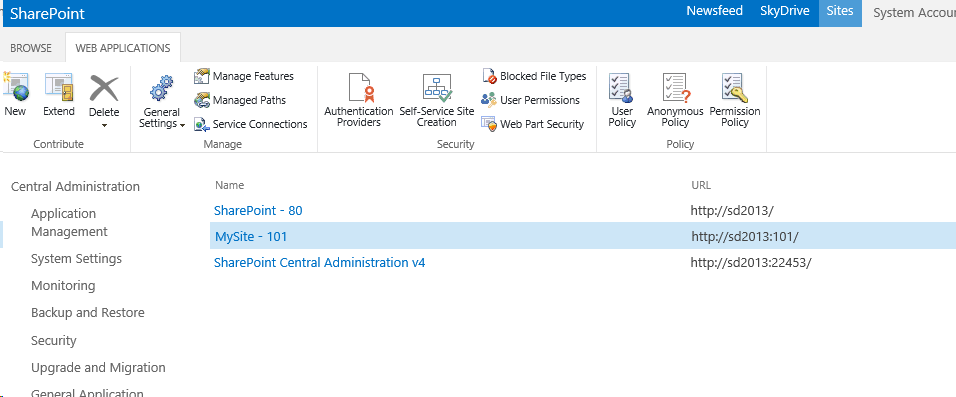 SharePoint
Newsfeed SkyDrive Sites System Accou
BROWSE WEB APPLICATIONS
New
Extend
Delete
General
Settings
Manage Features
Managed Paths
Service Connections
Authentication
Providers
Self-Service Site
Creation
Blocked File Types
User Permissions
Web Part Security
User
Policy
Anonymous
Policy
Permission
Policy
Contribute Manage Security Policy
Central Administration
Application
Management
System Settings
Monitoring
Backup and Restore
Security
Upgrade and Migration
General Application
Name URL
SharePoint - 80 http://sd2013/
MySite - 101 http://sd2013:101/
SharePoint Central Administration v4 http://sd2013:22453/